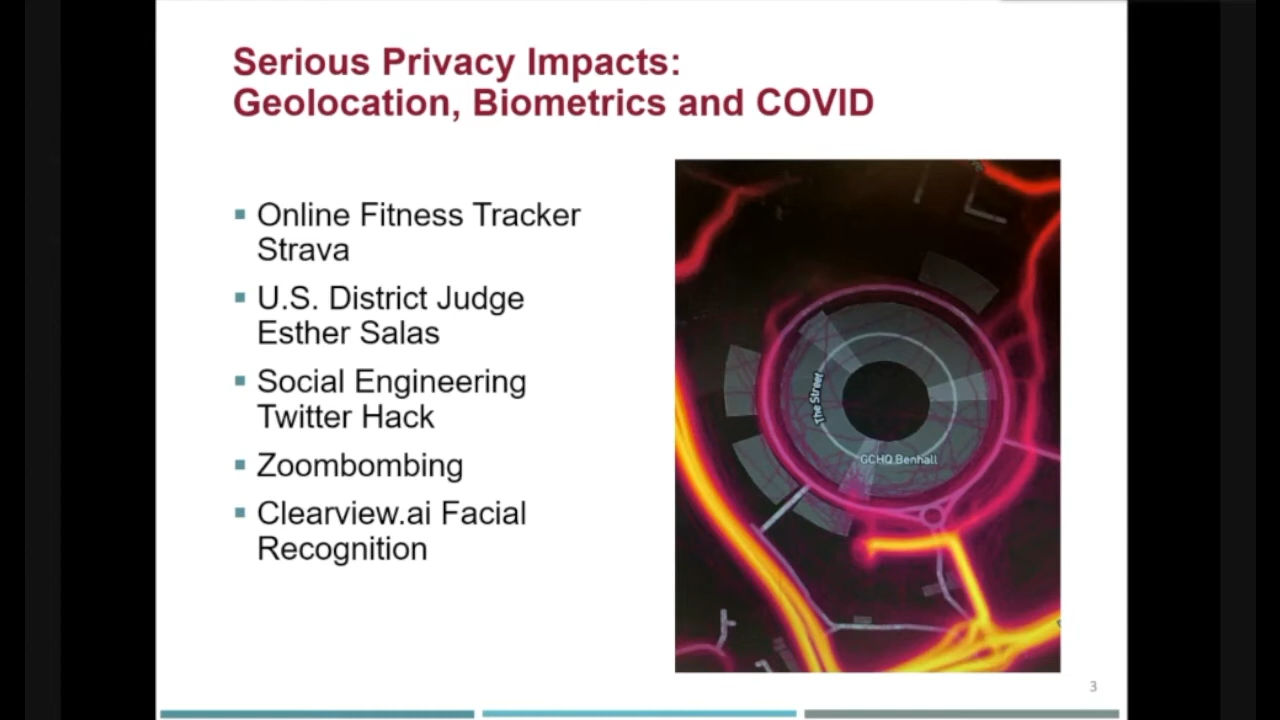 Serious Privacy Impacts:
Geolocation, Biometrics and COVID
▪ Online Fitness Tracker
Strava
▪ U.S. District Judge
Esther Salas
▪ Social Engineering
Twitter Hack
▪ Zoombombing
▪ Clearview.ai Facial
Recognition
The Street
GCHQ Benhall
3